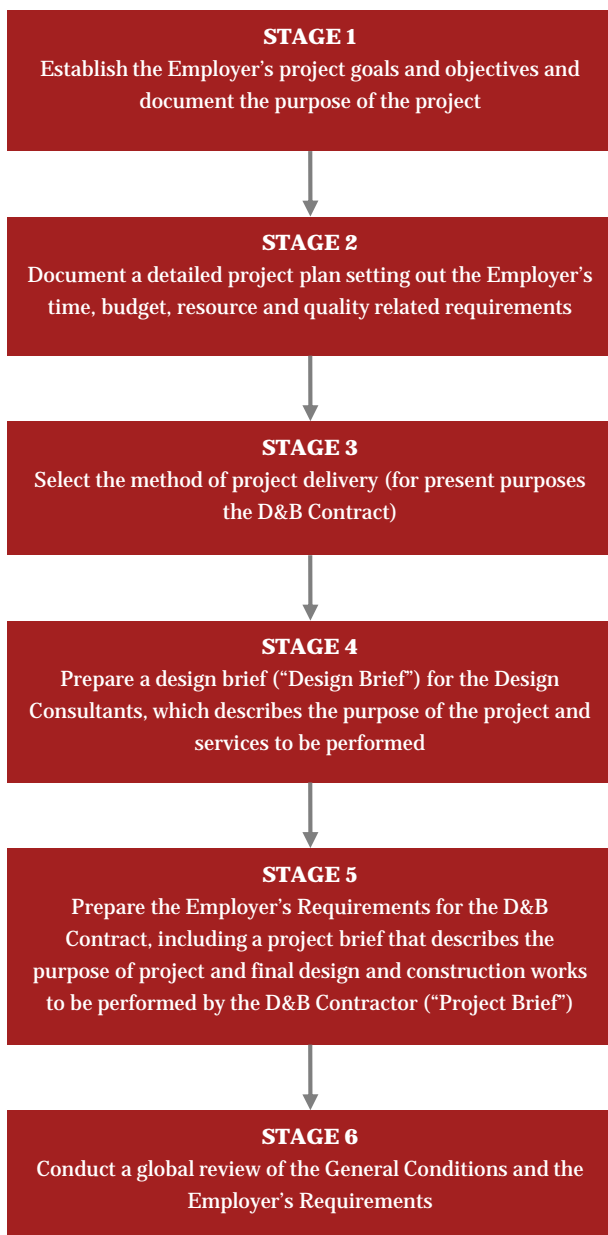 STAGE 1
Establish the Employer’s project goals and objectives and
document the purpose of the project
STAGE 2
Document a detailed project plan setting out the Employer’s
time, budget, resource and quality related requirements
STAGE 3
Select the method of project delivery (for present purposes
the D&B Contract)
STAGE 4
Prepare a design brief (“Design Brief”) for the Design
Consultants, which describes the purpose of the project and
services to be performed
STAGE 5
Prepare the Employer’s Requirements for the D&B
Contract, including a project brief that describes the
purpose of project and final design and construction works
to be performed by the D&B Contractor (“Project Brief”)
STAGE 6
Conduct a global review of the General Conditions and the
Employer’s Requirements